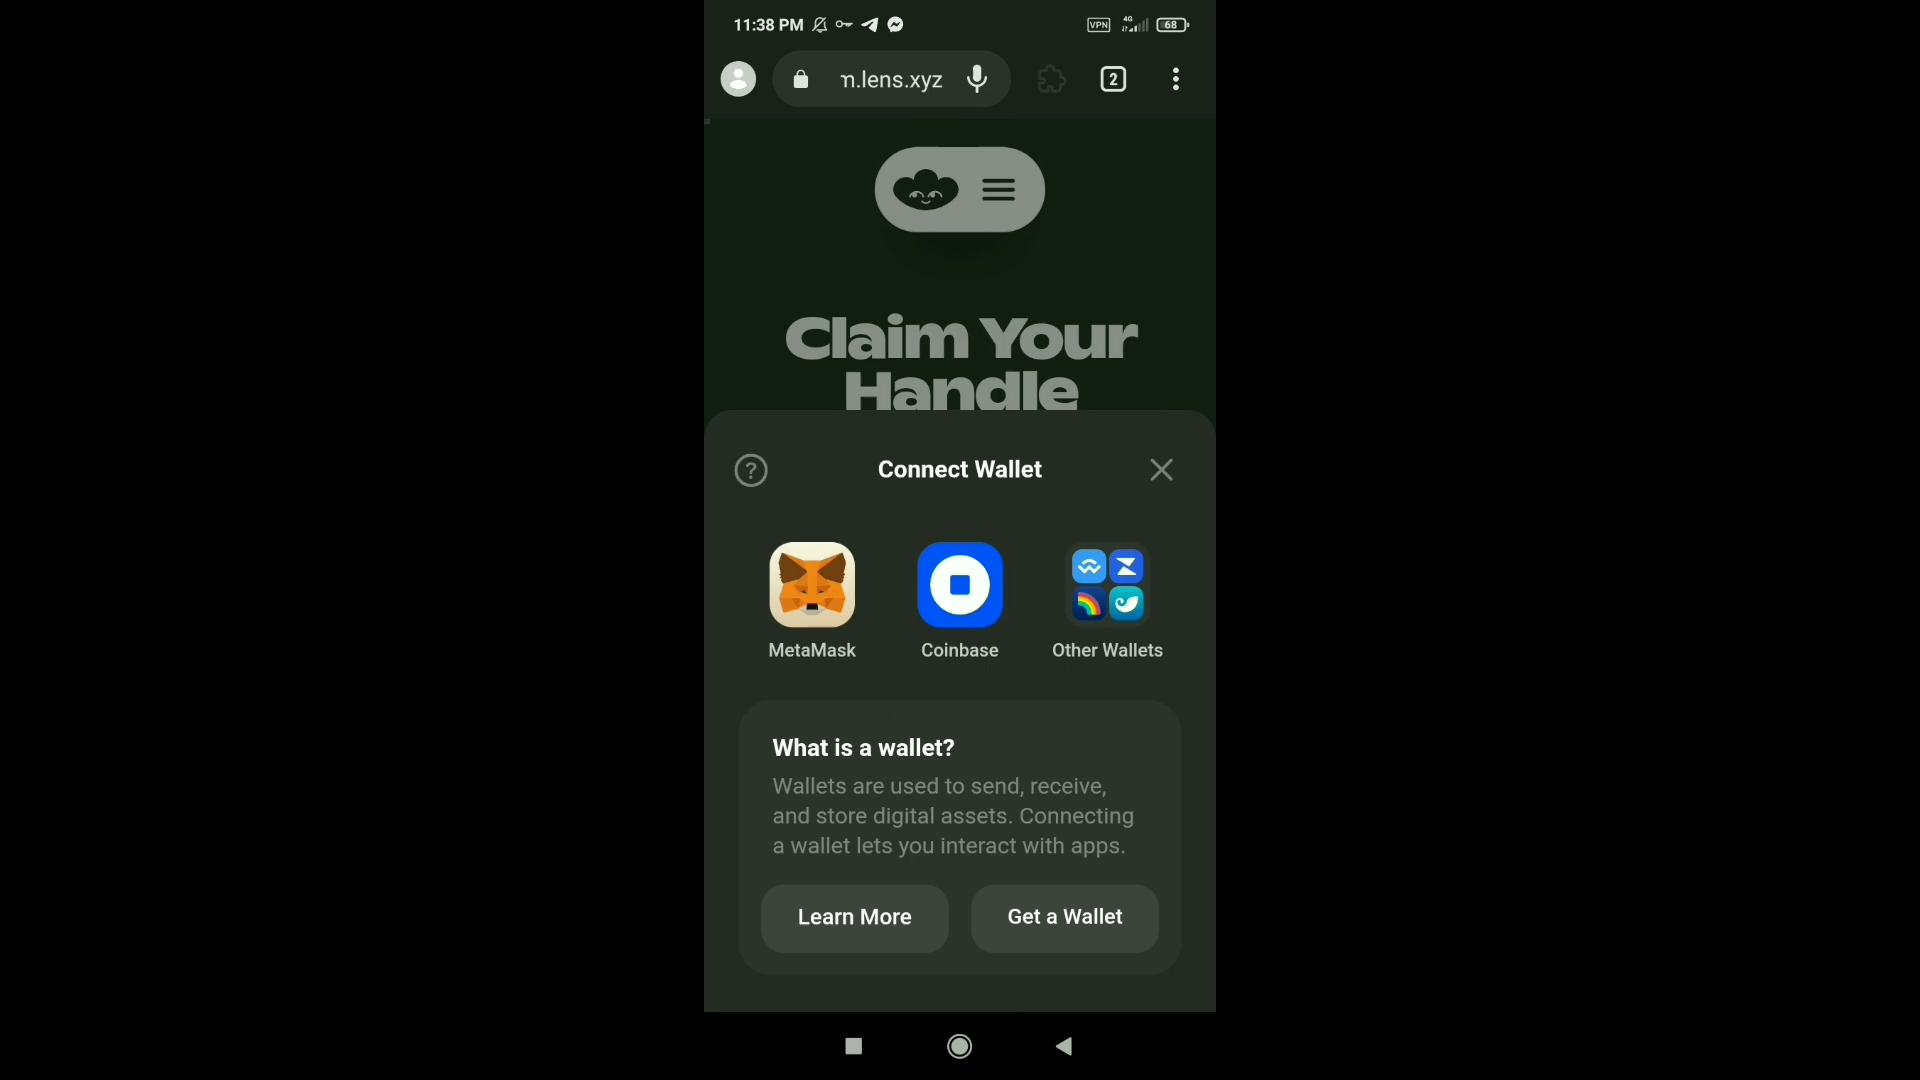 11:38 PM VPN 4G 68
n.lens.xyz 2
Claim Your
Handle
? Connect Wallet
MetaMask Coinbase Other Wallets
What is a wallet?
Wallets are used to send, receive,
and store digital assets. Connecting
a wallet lets you interact with apps.
Learn More Get a Wallet